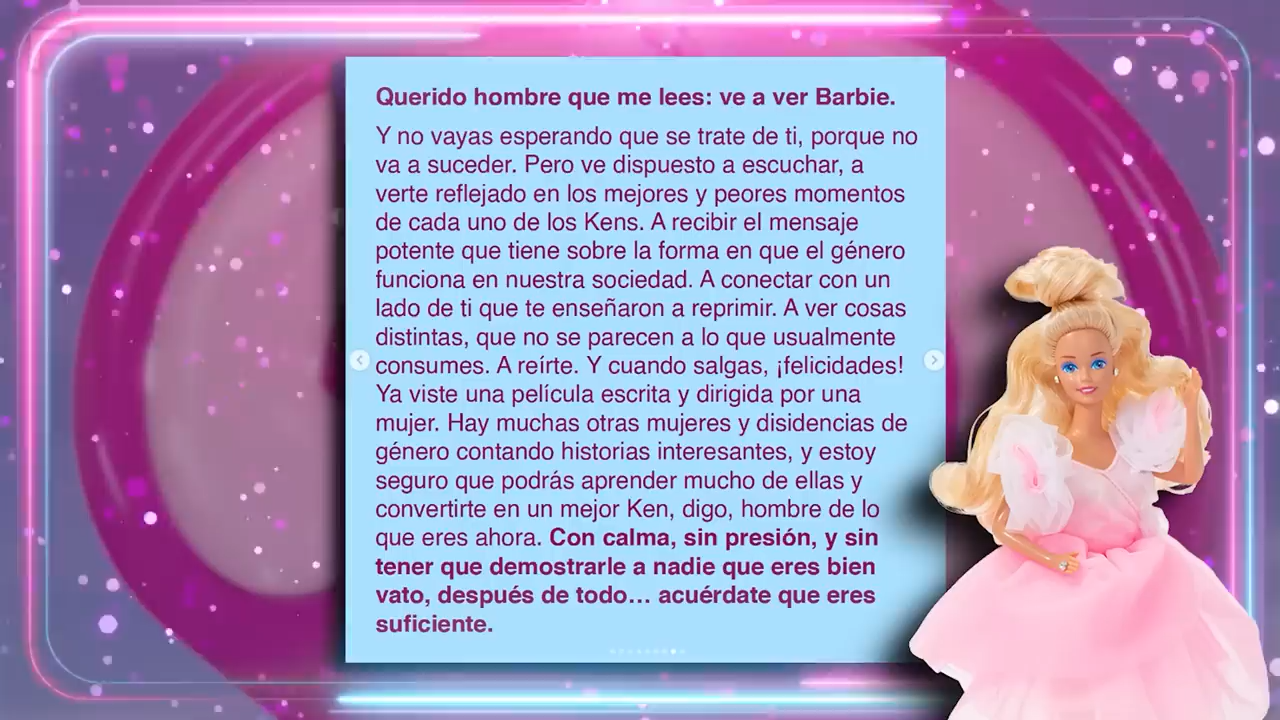 Querido hombre que me lees: ve a ver Barbie.
Y no vayas esperando que se trate de ti, porque no
va a suceder. Pero ve dispuesto a escuchar, a
verte reflejado en los mejores y peores momentos
de cada uno de los Kens. A recibir el mensaje
potente que tiene sobre la forma en que el género
funciona en nuestra sociedad. A conectar con un
lado de ti que te enseñaron a reprimir. A ver cosas
distintas, que no se parecen a lo que usualmente
consumes. A reírte. Y cuando salgas, ¡felicidades!
Ya viste una película escrita y dirigida por una
mujer. Hay muchas otras mujeres y disidencias de
género contando historias interesantes, y estoy
seguro que podrás aprender mucho de ellas y
convertirte en un mejor Ken, digo, hombre de lo
que eres ahora. Con calma, sin presión, y sin
tener que demostrarle a nadie que eres bien
vato, después de todo… acuérdate que eres
suficiente.